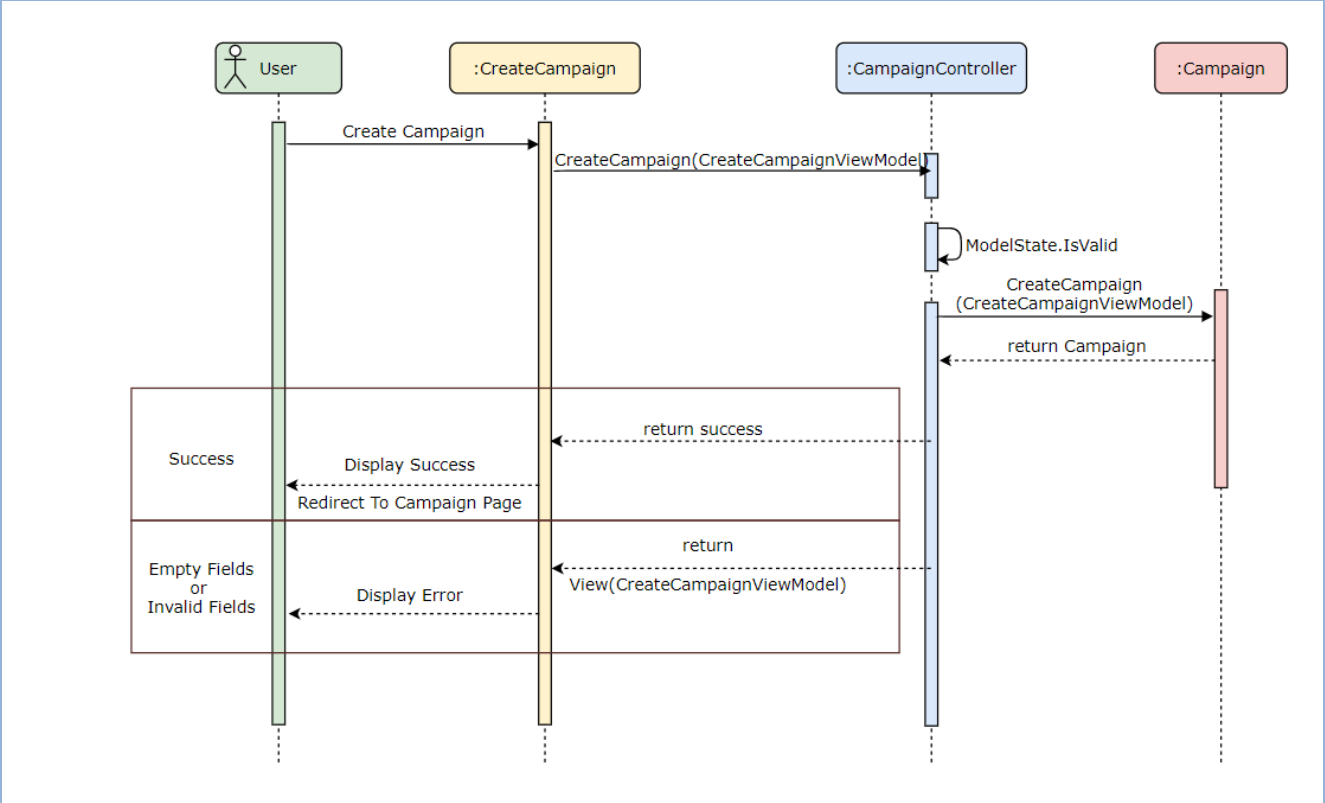 User
:CreateCampaign
:CampaignController
:Campaign
Create Campaign
CreateCampaign(CreateCampaignViewModel)
ModelState.IsValid
CreateCampaign
(CreateCampaignViewModel)
return Campaign
return success
Success
Display Success
Redirect To Campaign Page
return
View(CreateCampaignViewModel)
Empty Fields
or
Invalid Fields
Display Error